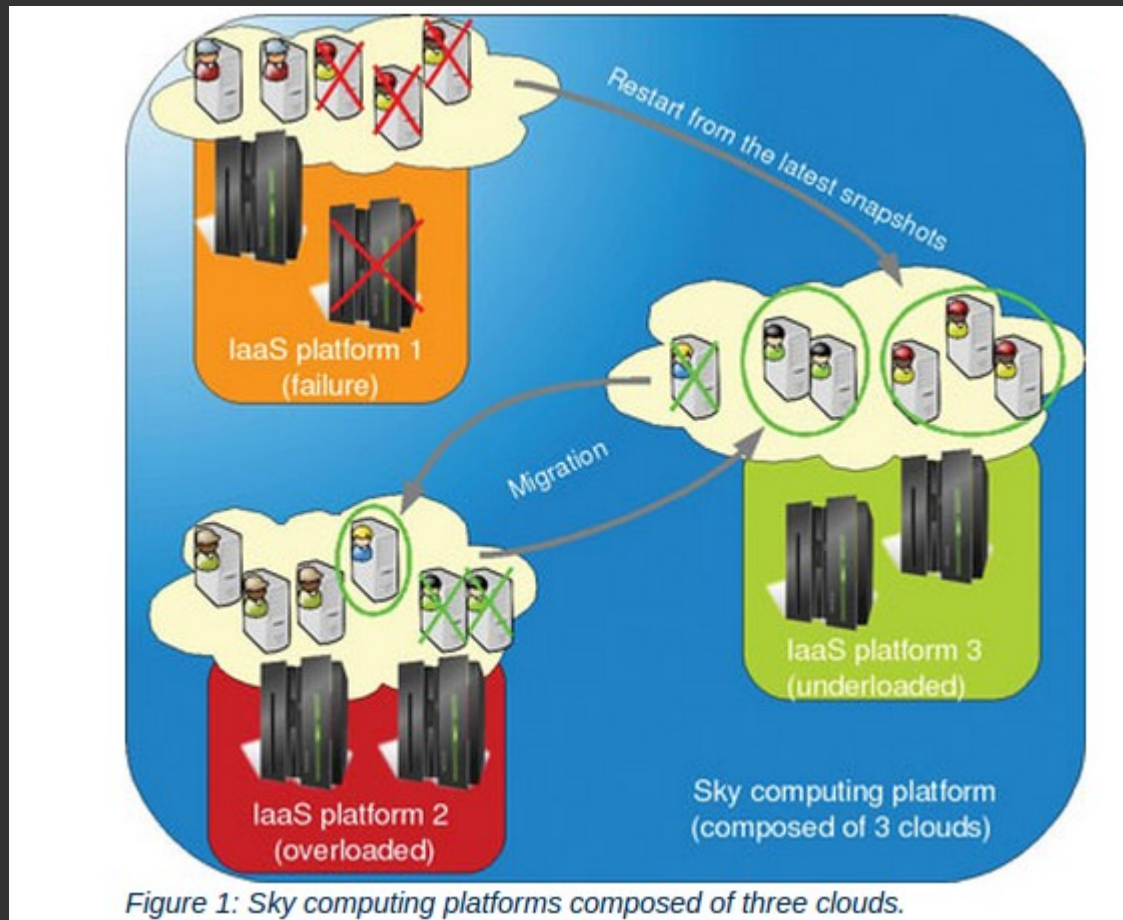 Restart from the latest snapshots
IaaS platform 1
(failure)
Migration
IaaS platform 3
(underloaded)
IaaS platform 2
(overloaded)
Sky computing platform
(composed of 3 clouds)
Figure 1: Sky computing platforms composed of three clouds.